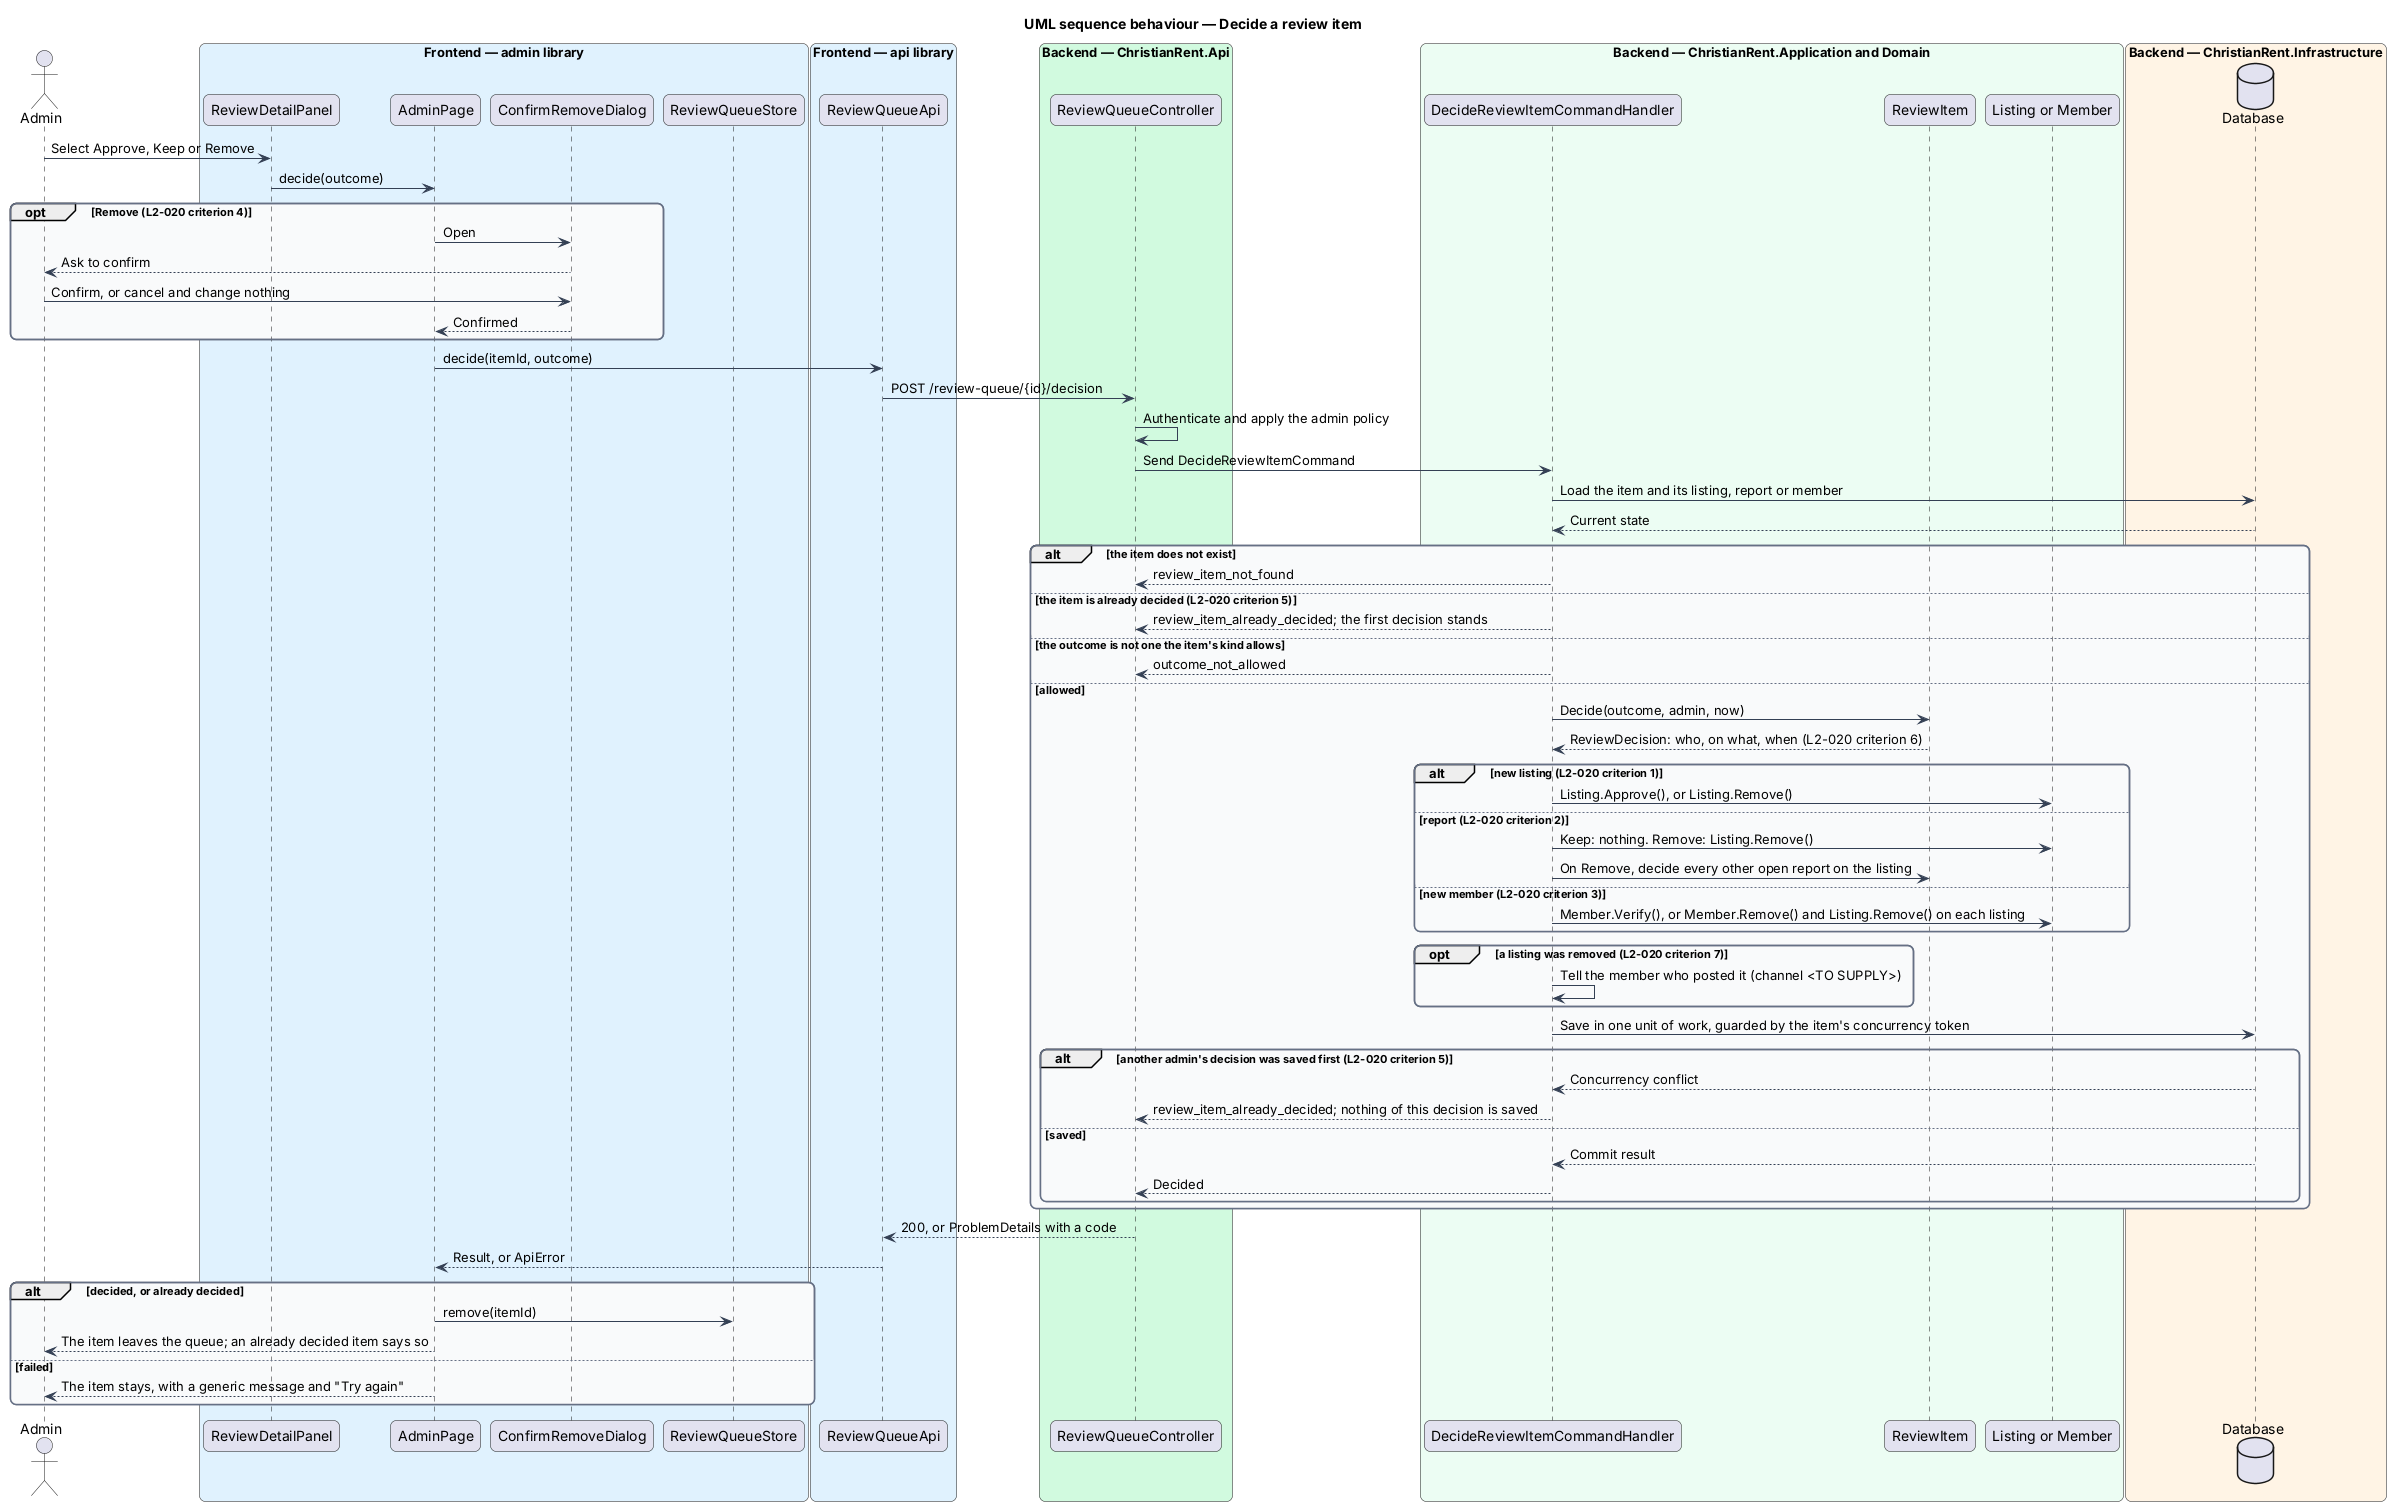 UML sequence behaviour — Decide a review item
Frontend — admin library
Frontend — api library
Backend — ChristianRent.Api
Backend — ChristianRent.Application and Domain
Backend — ChristianRent.Infrastructure
Admin
ReviewDetailPanel
AdminPage
ConfirmRemoveDialog
ReviewQueueStore
ReviewQueueApi
ReviewQueueController
DecideReviewItemCommandHandler
ReviewItem
Listing or Member
Database
Select Approve, Keep or Remove
decide(outcome)
opt [Remove (L2-020 criterion 4)]
Open
Ask to confirm
Confirm, or cancel and change nothing
Confirmed
decide(itemId, outcome)
POST /review-queue/{id}/decision
Authenticate and apply the admin policy
Send DecideReviewItemCommand
Load the item and its listing, report or member
Current state
alt [the item does not exist]
review_item_not_found
[the item is already decided (L2-020 criterion 5)]
review_item_already_decided; the first decision stands
[the outcome is not one the item's kind allows]
outcome_not_allowed
[allowed]
Decide(outcome, admin, now)
ReviewDecision: who, on what, when (L2-020 criterion 6)
alt [new listing (L2-020 criterion 1)]
Listing.Approve(), or Listing.Remove()
[report (L2-020 criterion 2)]
Keep: nothing. Remove: Listing.Remove()
On Remove, decide every other open report on the listing
[new member (L2-020 criterion 3)]
Member.Verify(), or Member.Remove() and Listing.Remove() on each listing
opt [a listing was removed (L2-020 criterion 7)]
Tell the member who posted it (channel <TO SUPPLY>)
Save in one unit of work, guarded by the item's concurrency token
alt [another admin's decision was saved first (L2-020 criterion 5)]
Concurrency conflict
review_item_already_decided; nothing of this decision is saved
[saved]
Commit result
Decided
200, or ProblemDetails with a code
Result, or ApiError
alt [decided, or already decided]
remove(itemId)
The item leaves the queue; an already decided item says so
[failed]
The item stays, with a generic message and "Try again"
Admin
ReviewDetailPanel
AdminPage
ConfirmRemoveDialog
ReviewQueueStore
ReviewQueueApi
ReviewQueueController
DecideReviewItemCommandHandler
ReviewItem
Listing or Member
Database